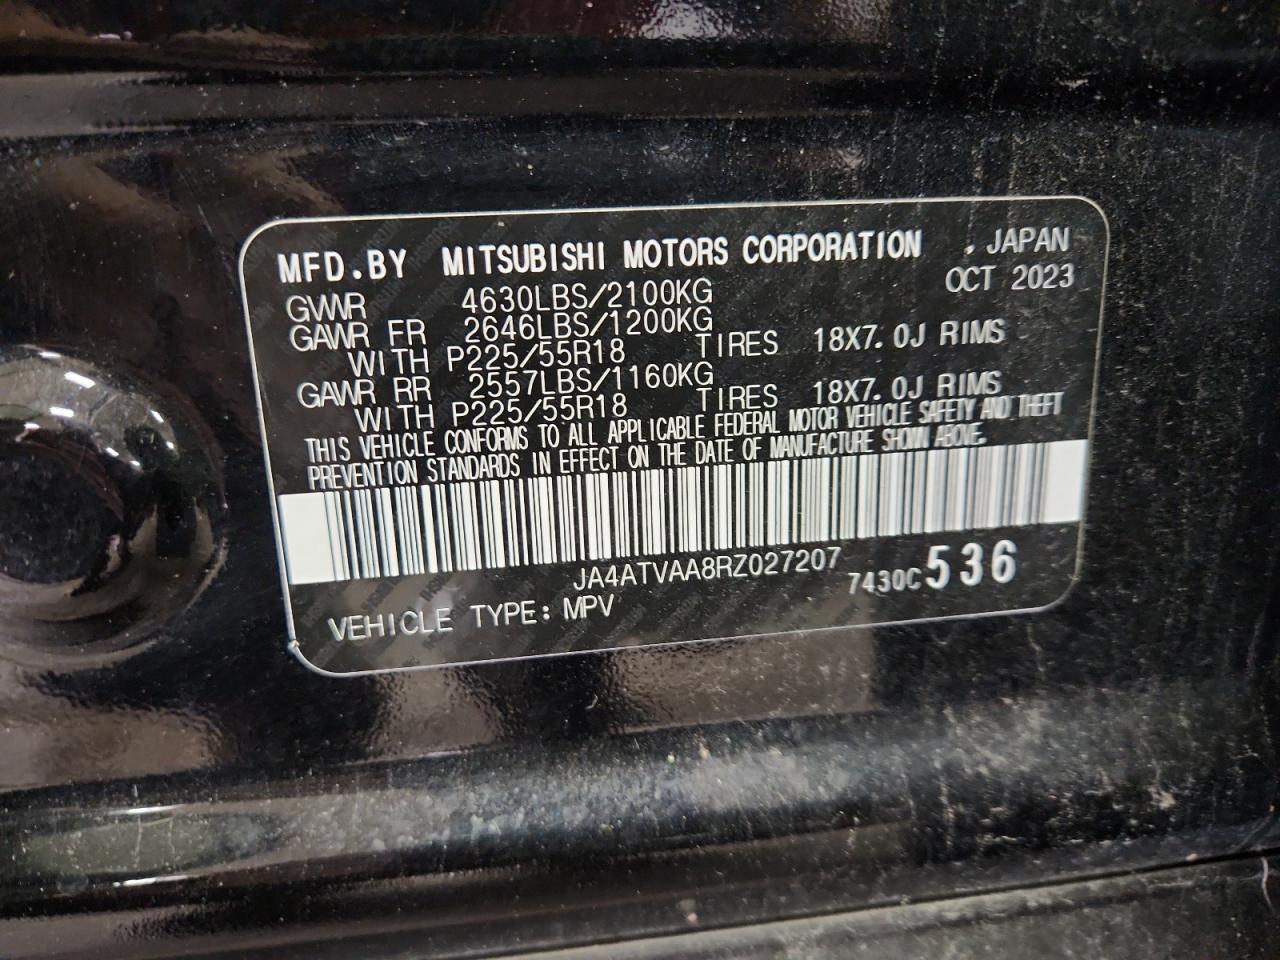 MFD.BY MITSUBISHI MOTORS CORPORATION . JAPAN
GVWR 4630LBS/2100KG OCT 2023
GAWR FR 2646LBS/1200KG
WITH P225/55R18 TIRES 18X7.0J RIMS
GAWR RR 2557LBS/1160KG
WITH P225/55R18 TIRES 18X7.0J RIMS
THIS VEHICLE CONFORMS TO ALL APPLICABLE FEDERAL MOTOR VEHICLE SAFETY AND THEFT
PREVENTION STANDARDS IN EFFECT ON THE DATE OF MANUFACTURE SHOWN ABOVE.
JA4ATVAA8RZ027207 7430C 536
VEHICLE TYPE: MPV